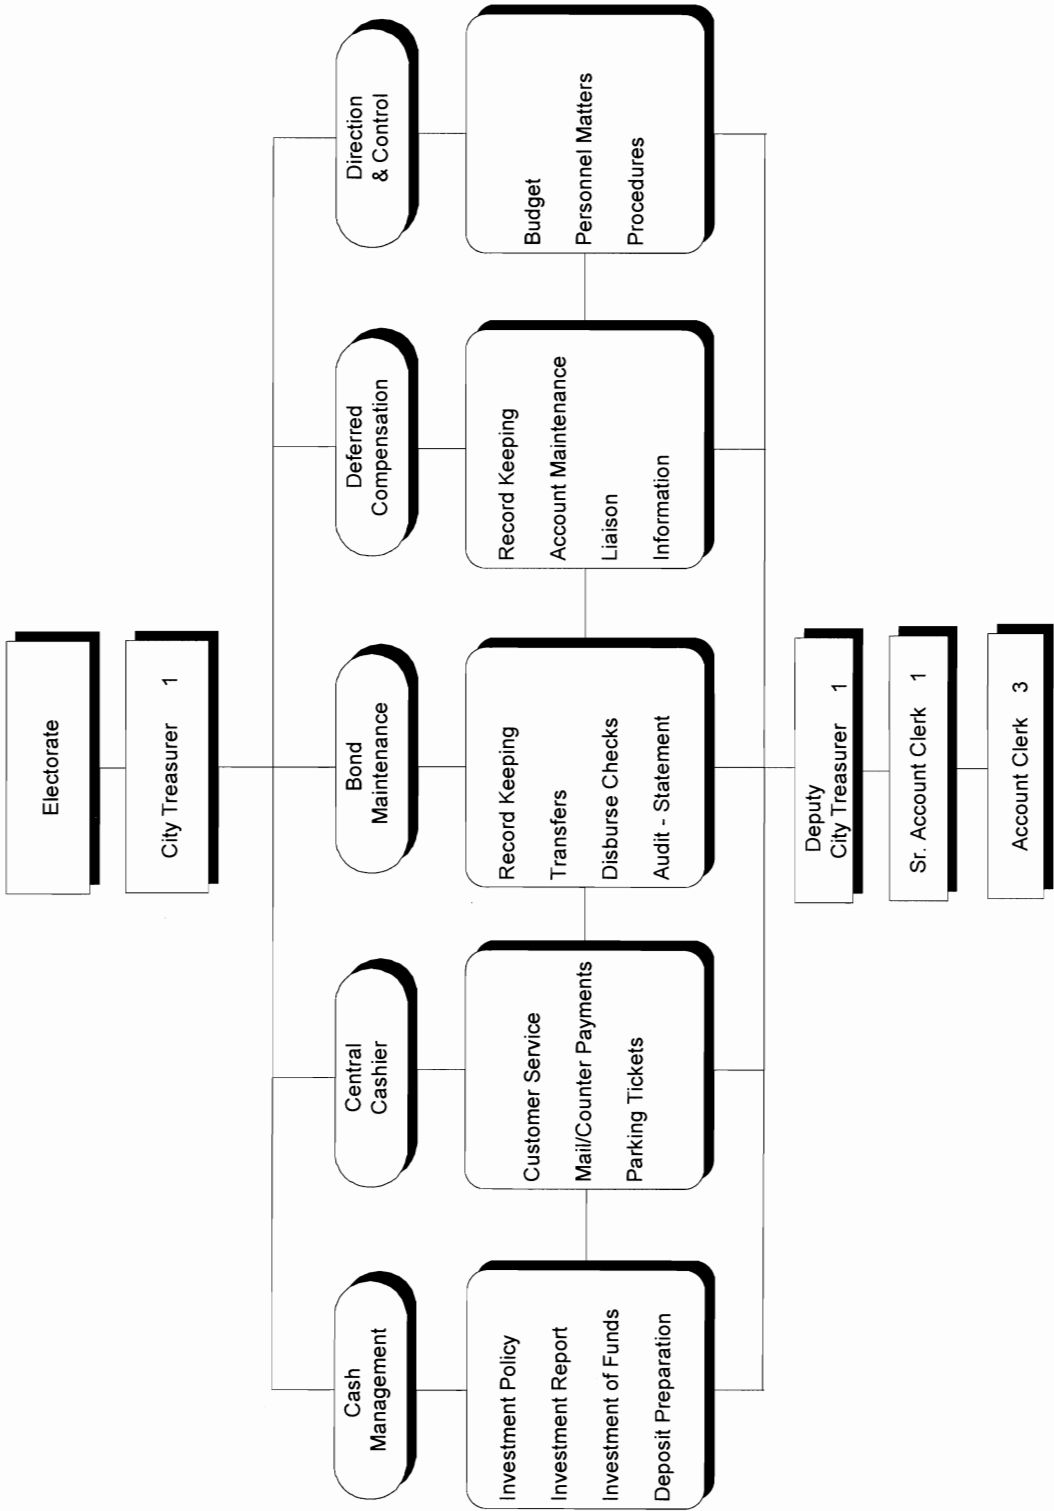 Electorate
City Treasurer 1
Cash
Management
Central
Cashier
Bond
Maintenance
Deferred
Compensation
Direction
& Control
Investment Policy
Investment Report
Investment of Funds
Deposit Preparation
Customer Service
Mail/Counter Payments
Parking Tickets
Record Keeping
Transfers
Disburse Checks
Audit - Statement
Record Keeping
Account Maintenance
Liaison
Information
Budget
Personnel Matters
Procedures
Deputy
City Treasurer 1
Sr. Account Clerk 1
Account Clerk 3